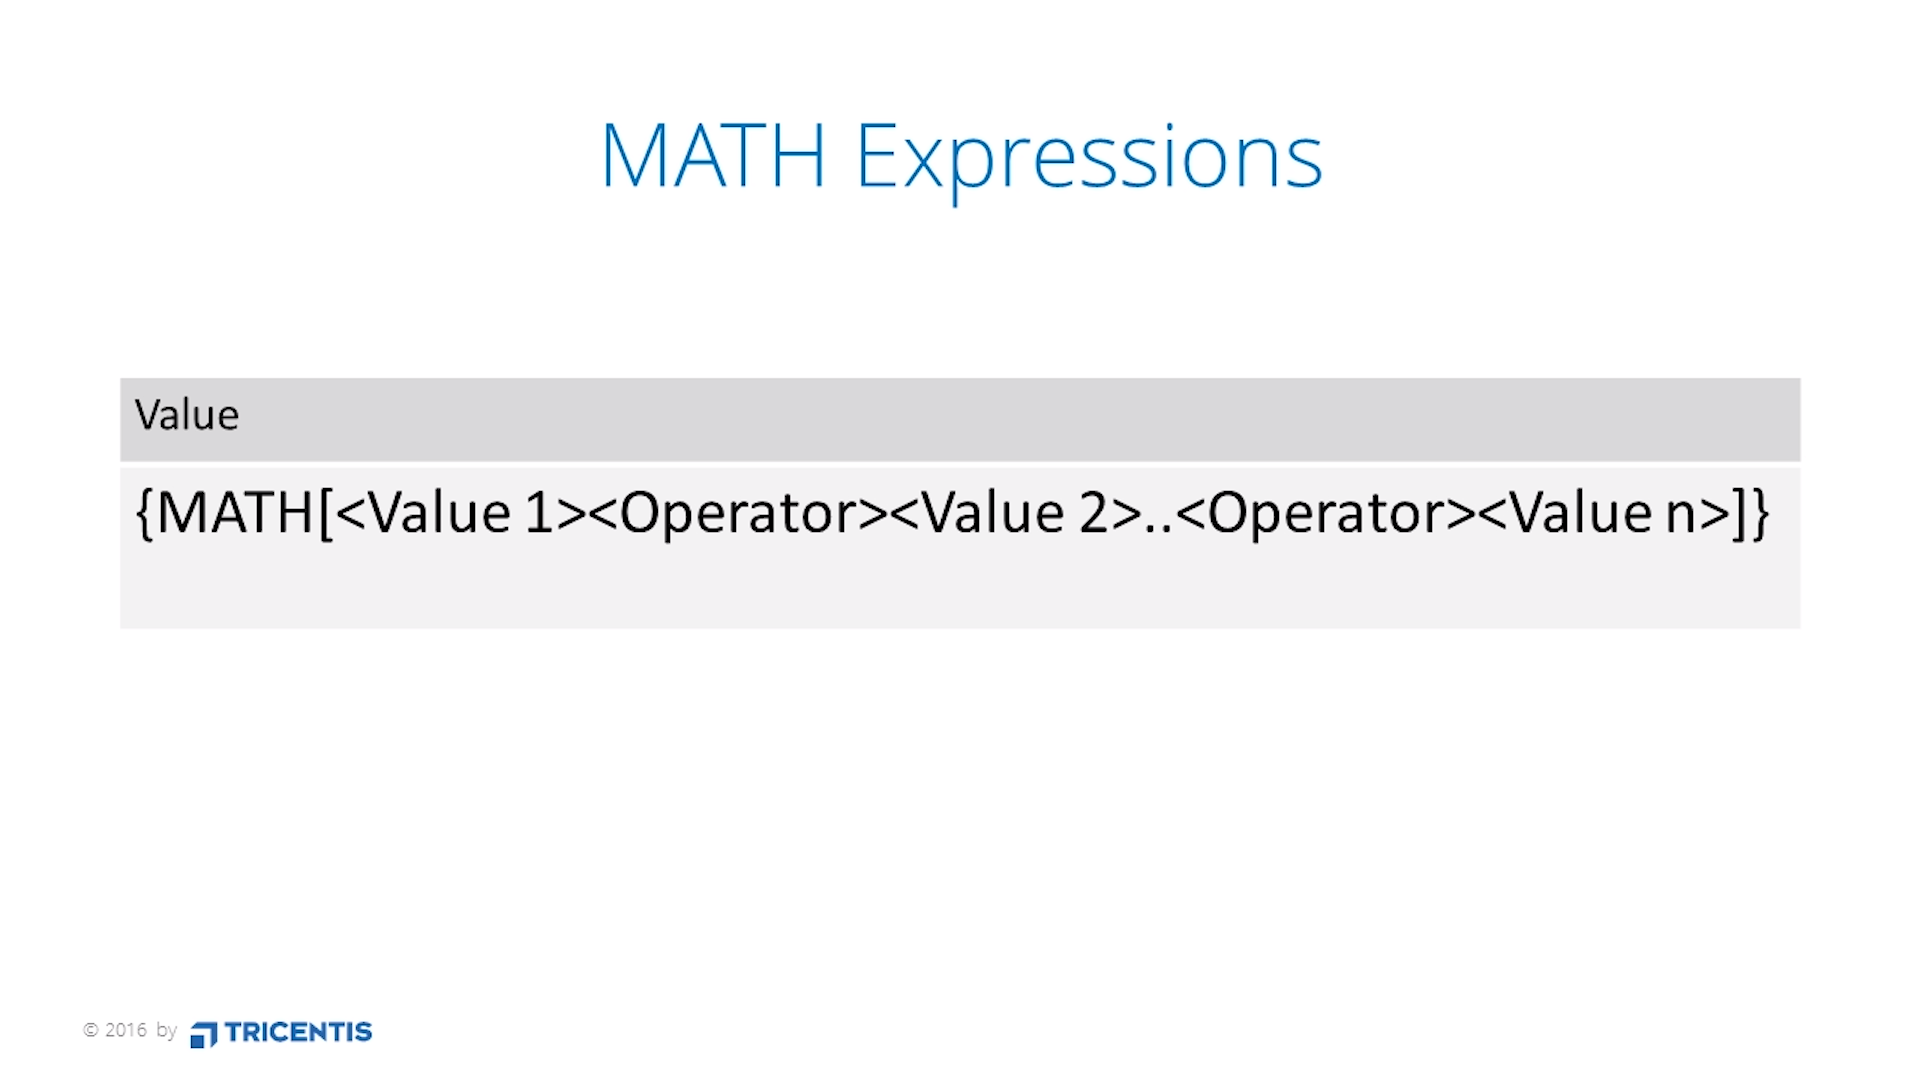 MATH Expressions
Value
{MATH[<Value 1><Operator><Value 2>..<Operator><Value n>]}
© 2016 by TRICENTIS